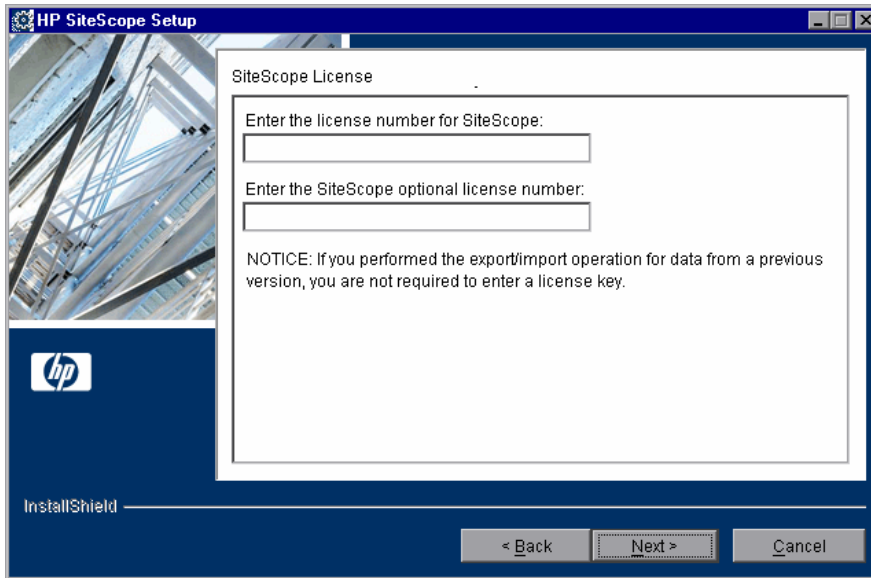 HP SiteScope Setup
SiteScope License
Enter the license number for SiteScope:
Enter the SiteScope optional license number:
NOTICE: If you performed the export/import operation for data from a previous
version, you are not required to enter a license key.
hp
InstallShield
< Back
Next >
Cancel